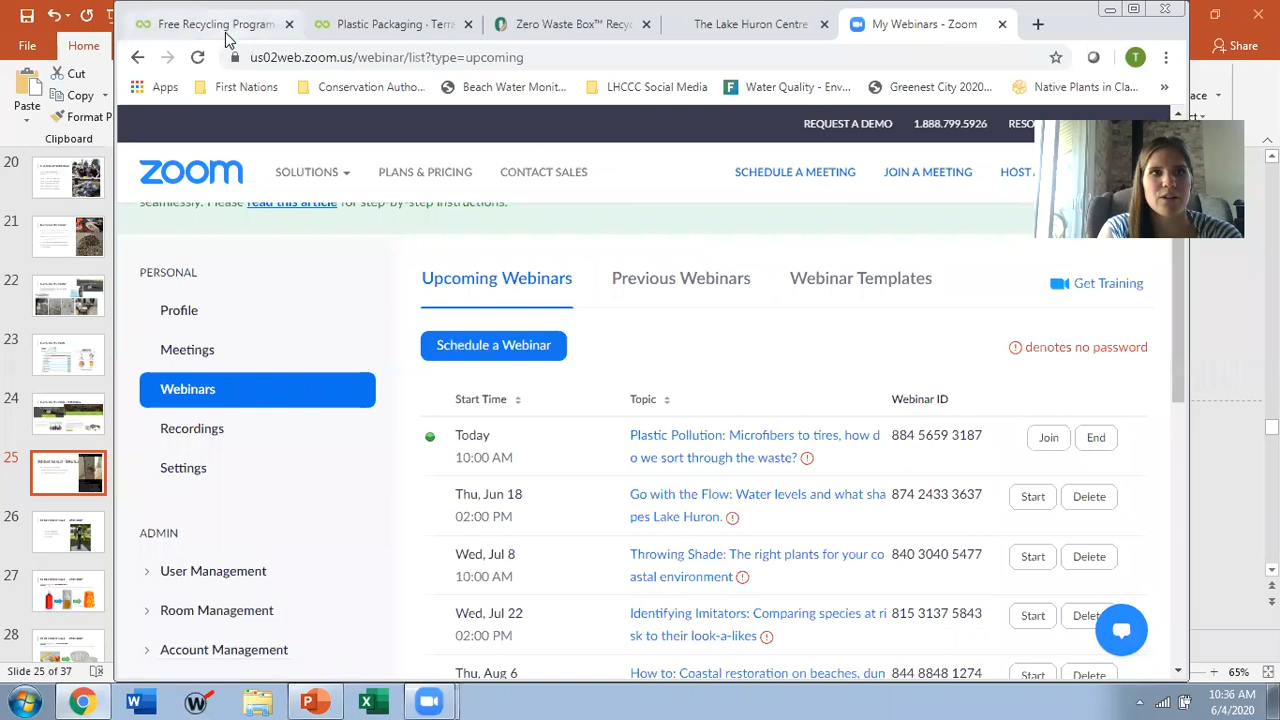 Free Recycling Program
Plastic Packaging · Terra
Zero Waste Box™ Recyc
The Lake Huron Centre
My Webinars - Zoom
File
Home
Share
us02web.zoom.us/webinar/list?type=upcoming
T
Cut
Copy
Paste
Format P
Clipboard
Apps
First Nations
Conservation Autho...
Beach Water Monit...
LHCCC Social Media
Water Quality - Env...
Greenest City 2020...
Native Plants in Cla...
»
REQUEST A DEMO
1.888.799.5926
RESO
zoom
SOLUTIONS
PLANS & PRICING
CONTACT SALES
SCHEDULE A MEETING
JOIN A MEETING
HOST
seamlessly. Please read this article for step-by-step instructions.
PERSONAL
Profile
Meetings
Webinars
Recordings
Settings
ADMIN
User Management
Room Management
Account Management
Upcoming Webinars
Previous Webinars
Webinar Templates
Get Training
Schedule a Webinar
denotes no password
Start Time
Topic
Webinar ID
Today
10:00 AM
Plastic Pollution: Microfibers to tires, how d
o we sort through the waste?
884 5659 3187
Join
End
Thu, Jun 18
02:00 PM
Go with the Flow: Water levels and what sha
pes Lake Huron.
874 2433 3637
Start
Delete
Wed, Jul 8
10:00 AM
Throwing Shade: The right plants for your co
astal environment
840 3040 5477
Start
Delete
Wed, Jul 22
02:00 PM
Identifying Imitators: Comparing species at ri
sk to their look-a-likes
815 3137 5843
Start
Delete
Thu, Aug 6
How to: Coastal restoration on beaches, dun
844 8848 1274
Start
Delete
20
21
22
23
24
25
26
27
28
Slide 25 of 37
65%
10:36 AM
6/4/2020